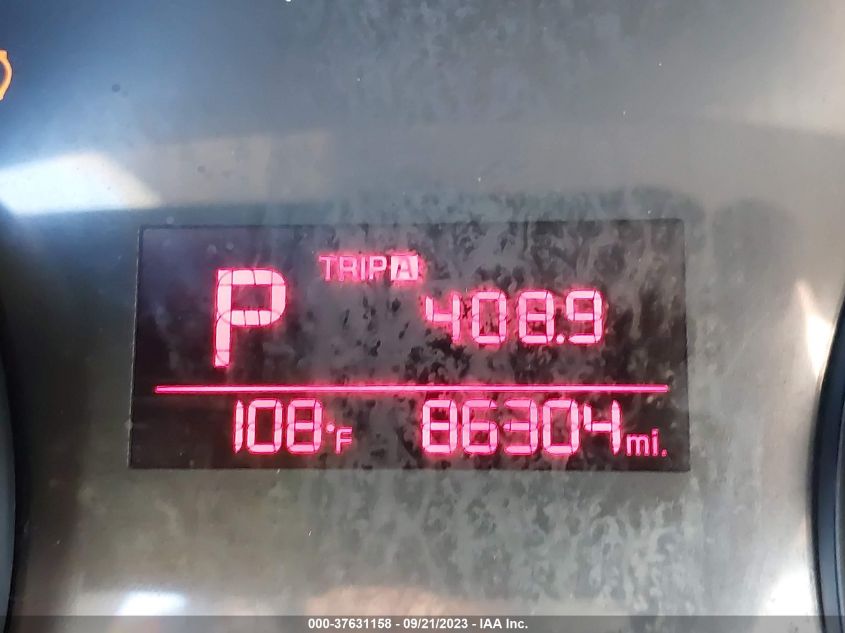 TRIP A
P 408.9
108°F 86304 mi.
000-37631158 - 09/21/2023 - IAA Inc.